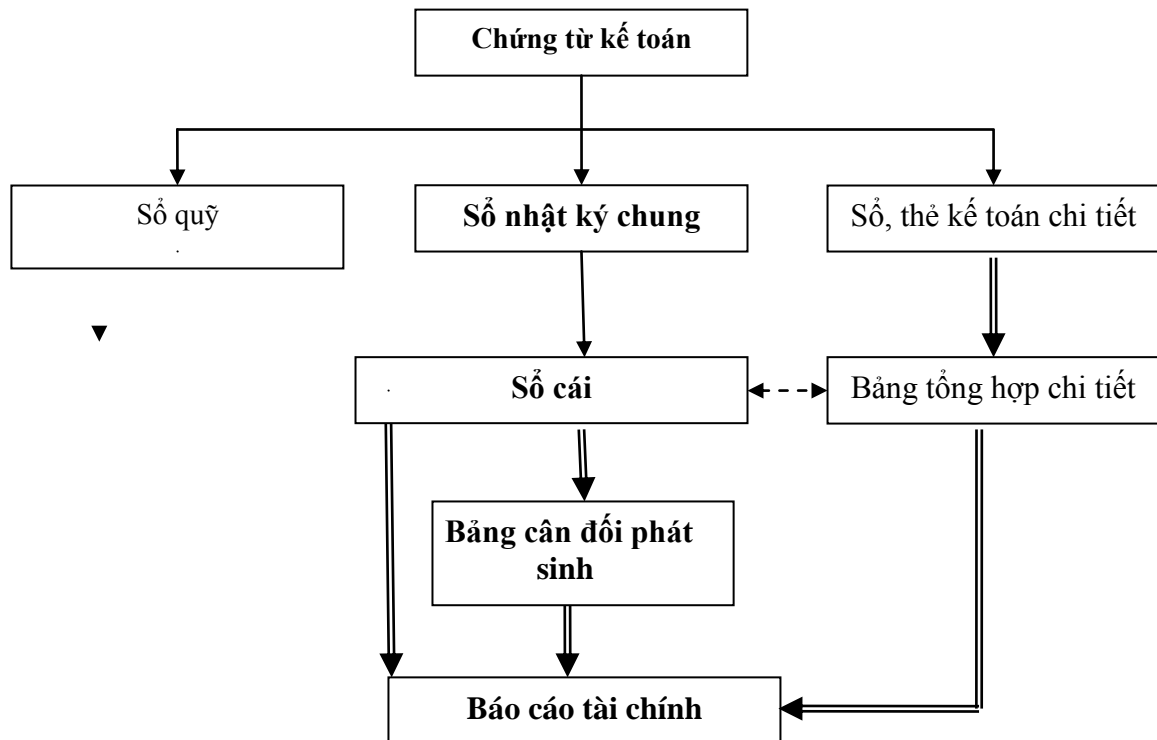 Chứng từ kế toán
Sổ quỹ
Sổ nhật ký chung
Sổ, thẻ kế toán chi tiết
Sổ cái
Bảng tổng hợp chi tiết
Bảng cân đối phát
sinh
Báo cáo tài chính